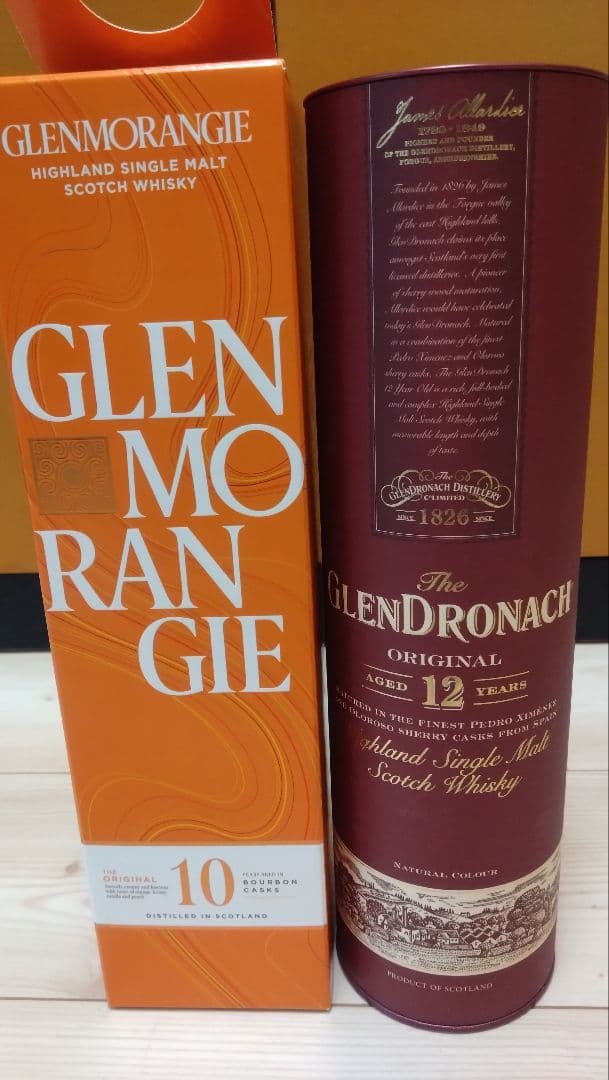 GLENMORANGIE
HIGHLAND SINGLE MALT
SCOTCH WHISKY
GLEN
MO
RAN
GIE
THE
ORIGINAL
10
YEARS AGED IN
BOURBON
CASKS
DISTILLED IN SCOTLAND
James Allardice
PIONEER AND FOUNDER
OF THE GLENDRONACH DISTILLERY,
FORGUE, ABERDEENSHIRE.
Founded in 1826 by James
Allardice in the Forgue valley
of the east Highland hills,
GlenDronach claims its place
amongst Scotland's very first
licensed distilleries. A pioneer
of sherry wood maturation,
Allardice would have celebrated
today's GlenDronach. Matured
in a combination of the finest
Pedro Ximenez and Oloroso
sherry casks, The GlenDronach
12 Year Old is a rich, full-bodied
and complex Highland Single
Malt Scotch Whisky, with
memorable length and depth
of taste.
The
GLENDRONACH DISTILLERY
Co LIMITED
SINCE 1826
The
GLENDRONACH
ORIGINAL
AGED 12 YEARS
MATURED IN THE FINEST PEDRO XIMÉNEZ
OLOROSO SHERRY CASKS FROM SPAIN
Highland Single Malt
Scotch Whisky
NATURAL COLOUR
PRODUCT OF SCOTLAND